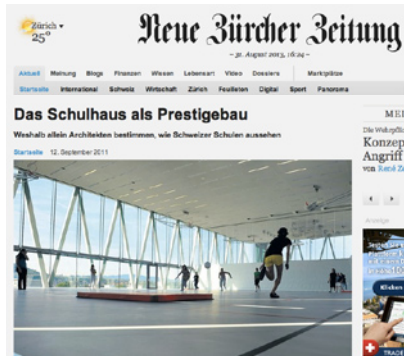 Zürich
25°
Neue Zürcher Zeitung
– 31. August 2013, 16:24 –
Aktuell Meinung Blogs Finanzen Wissen Lebensart Video Dossiers Marktplätze
Startseite International Schweiz Wirtschaft Zürich Feuilleton Digital Sport Panorama
Das Schulhaus als Prestigebau
Weshalb allein Architekten bestimmen, wie Schweizer Schulen aussehen
Startseite 12. September 2011
Die
Konzep
Angriff
von René
Anzeige
Klicken
TRADE